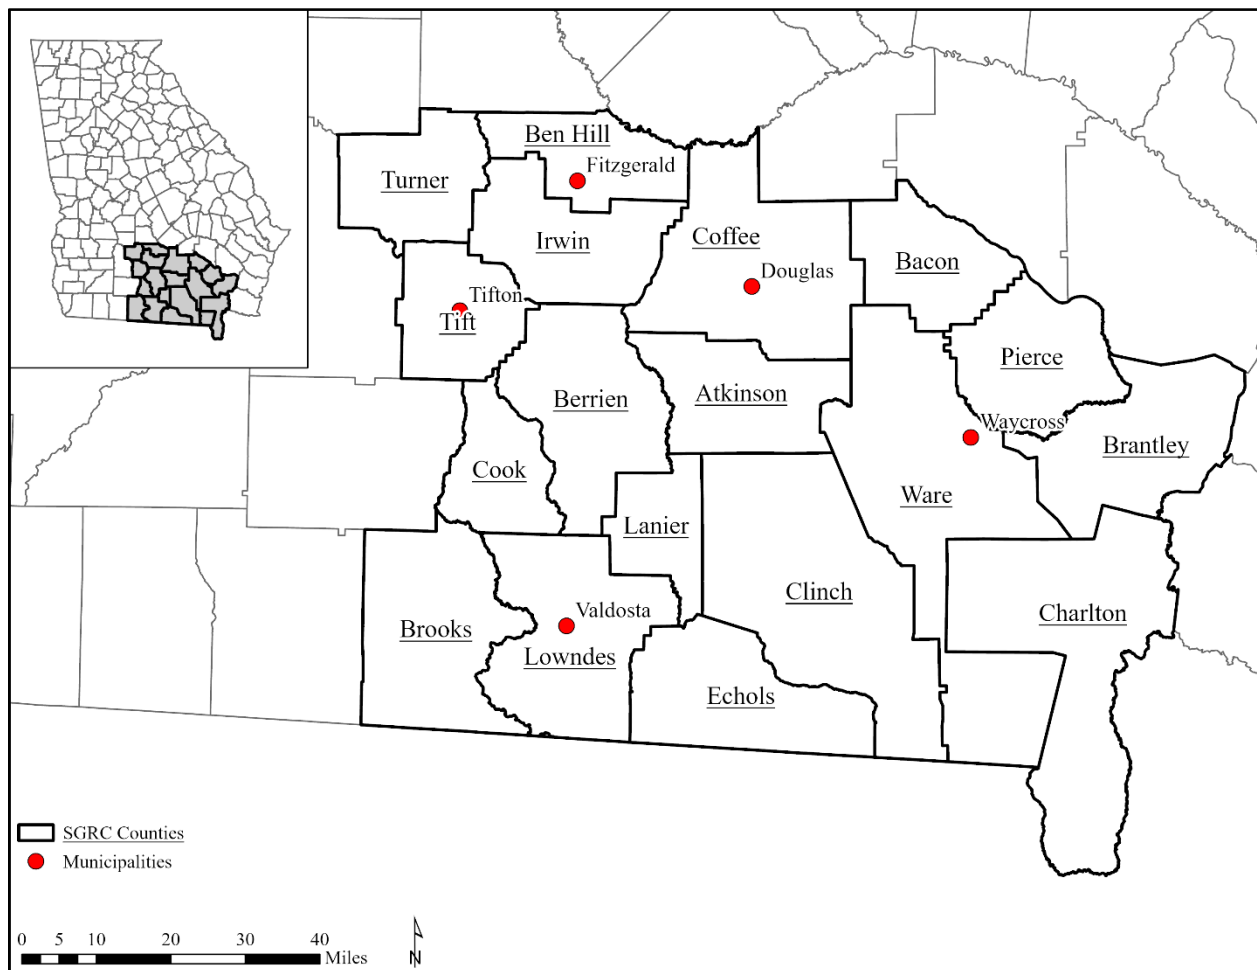 Ben Hill
Fitzgerald
Turner
Irwin
Coffee
Bacon
Douglas
Tifton
Tift
Pierce
Berrien
Atkinson
Waycross
Brantley
Cook
Ware
Lanier
Clinch
Valdosta
Charlton
Brooks
Lowndes
Echols
SGRC Counties
Municipalities
0 5 10 20 30 40
Miles
N